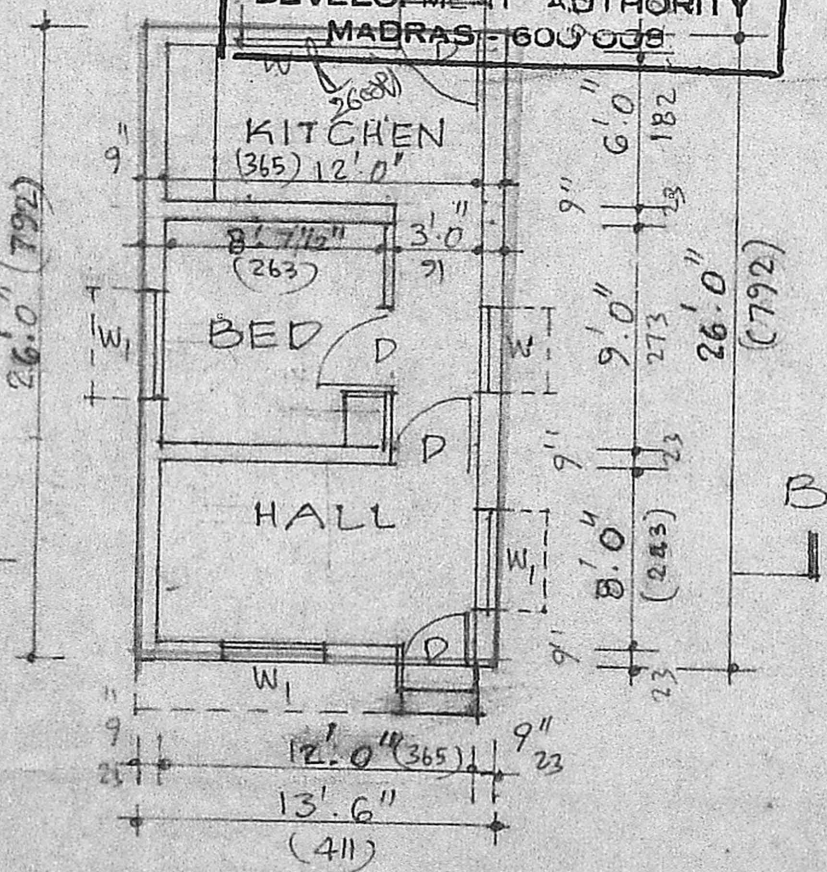 AUTHORITY
MADRAS - 600 008
W
D
KITCHEN
(365) 12'.0"
9"
6'.0"
182
9"
23
8'.7½"
(263)
3'.0"
91
26.0" (792)
W1
BED
D
W
9'.0"
273
26'.0"
(792)
D
9"
23
HALL
W1
8'.0"
(243)
B
D
W1
9"
23
9"
23
12'.0" (365)
9"
23
13'.6"
(411)